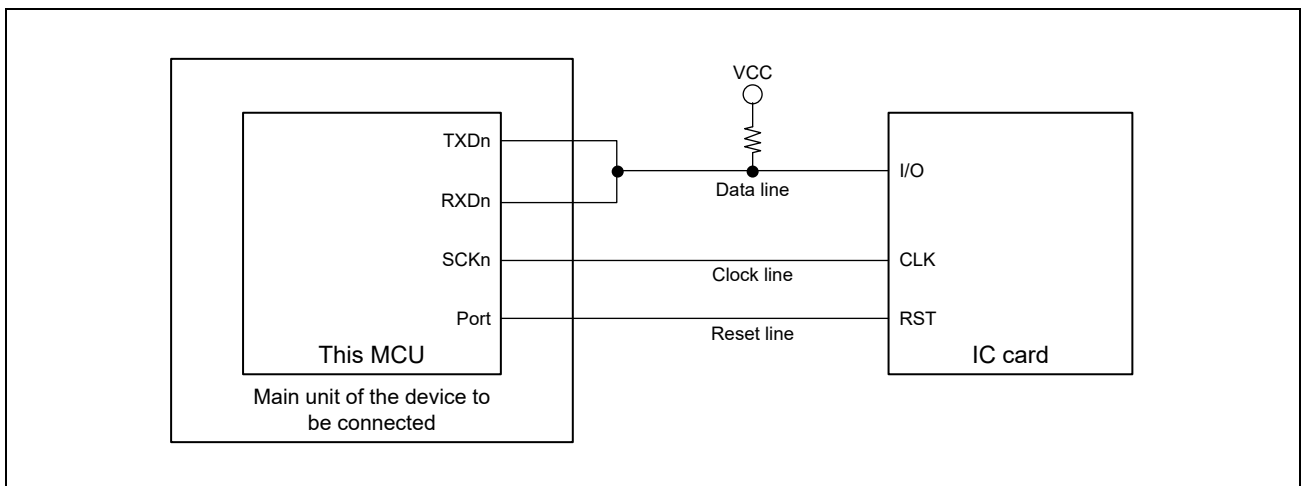 VCC
TXDn
I/O
Data line
RXDn
SCKn
CLK
Clock line
Port
RST
Reset line
This MCU
IC card
Main unit of the device to
be connected